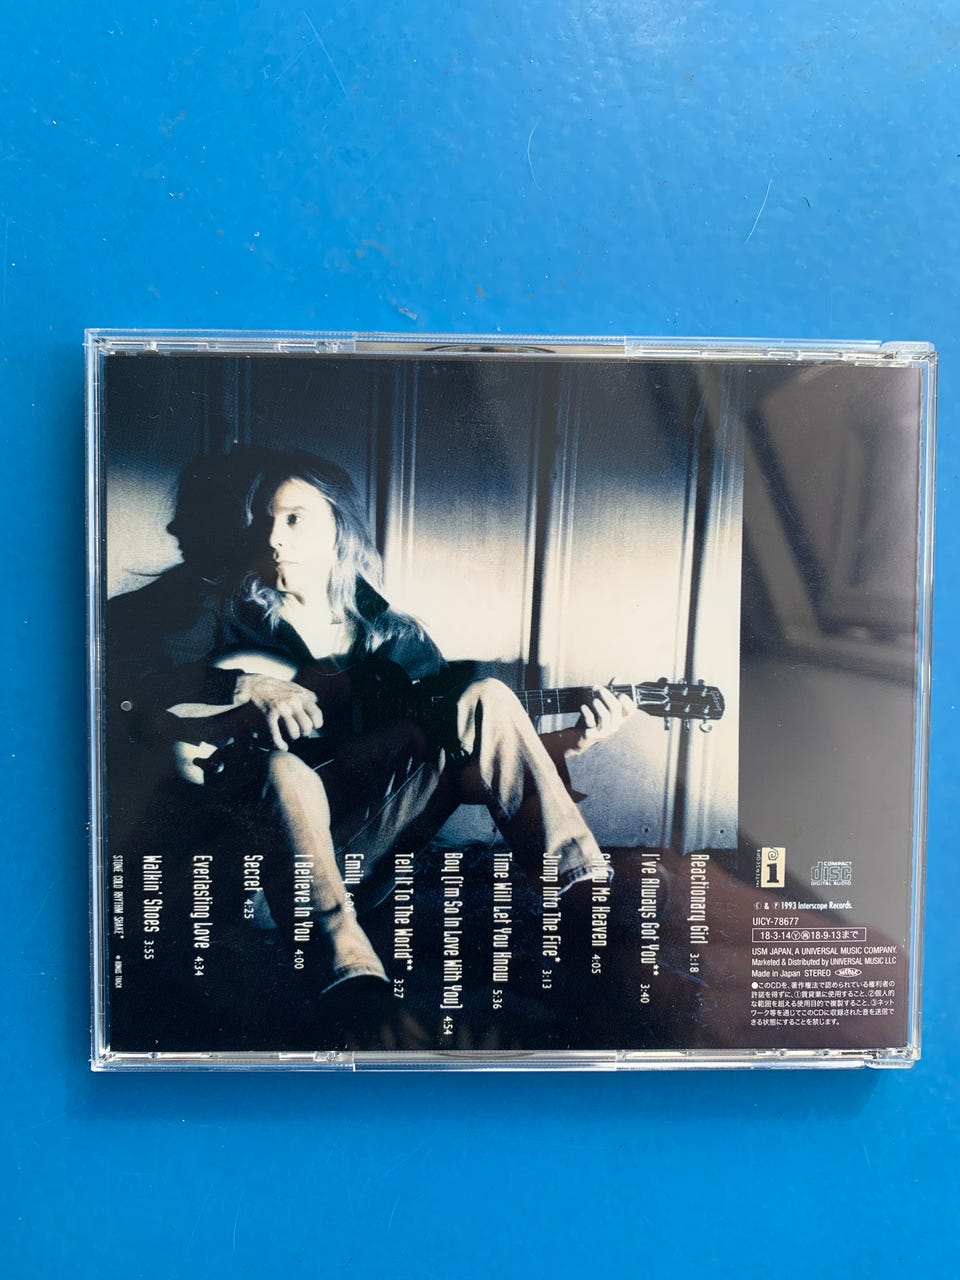 Reactionary Girl 3:18
I've Always Got You** 3:40
Me Heaven 4:05
Jump Into The Fire* 3:13
Time Will Let You Know 5:36
Boy [I'm So In Love With You] 4:54
Tell It To The World** 3:27
Emily
I Believe In You 4:00
Secret 4:25
Everlasting Love 4:34
Walkin' Shoes 3:55
STONE COLD RHYTHM SHAKE* * BONUS TRACK
INTERSCOPE
COMPACT
disc
DIGITAL AUDIO
© & ℗ 1993 Interscope Records.
UICY-78677
18·3·14 Ⓨ 再 18·9·13まで
USM JAPAN, A UNIVERSAL MUSIC COMPANY.
Marketed & Distributed by UNIVERSAL MUSIC LLC
Made in Japan STEREO
●このCDを、著作権法で認められている権利者の
許諾を得ずに、①賃貸業に使用すること、②個人的
な範囲を超える使用目的で複製すること、③ネット
ワーク等を通じてこのCDに収録された音を送信で
きる状態にすることを禁じます。